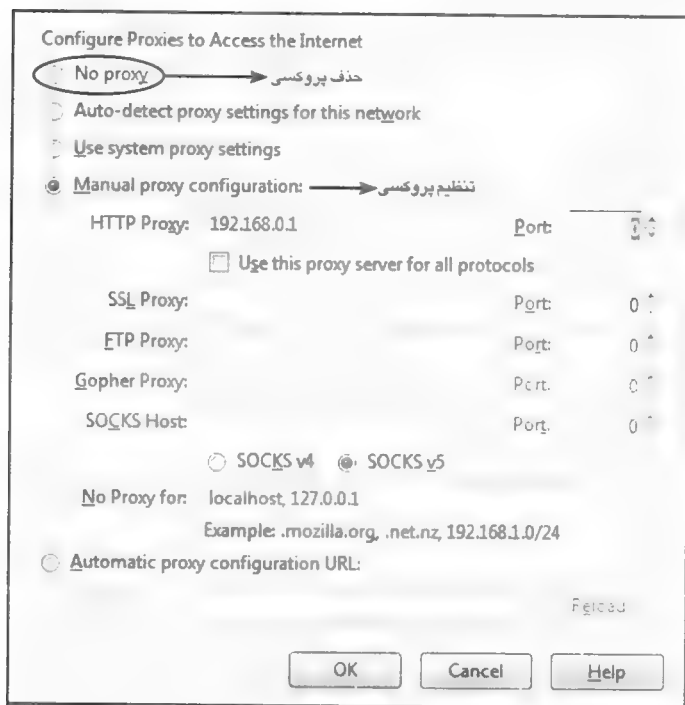 Configure Proxies to Access the Internet
No proxy حذف پروکسی
Auto-detect proxy settings for this network
Use system proxy settings
Manual proxy configuration: تنظیم پروکسی
HTTP Proxy: 192.168.0.1 Port:
Use this proxy server for all protocols
SSL Proxy: Port: 0
FTP Proxy: Port: 0
Gopher Proxy: Port: 0
SOCKS Host: Port: 0
SOCKS v4 SOCKS v5
No Proxy for: localhost, 127.0.0.1
Example: .mozilla.org, .net.nz, 192.168.1.0/24
Automatic proxy configuration URL:
Reload
OK Cancel Help